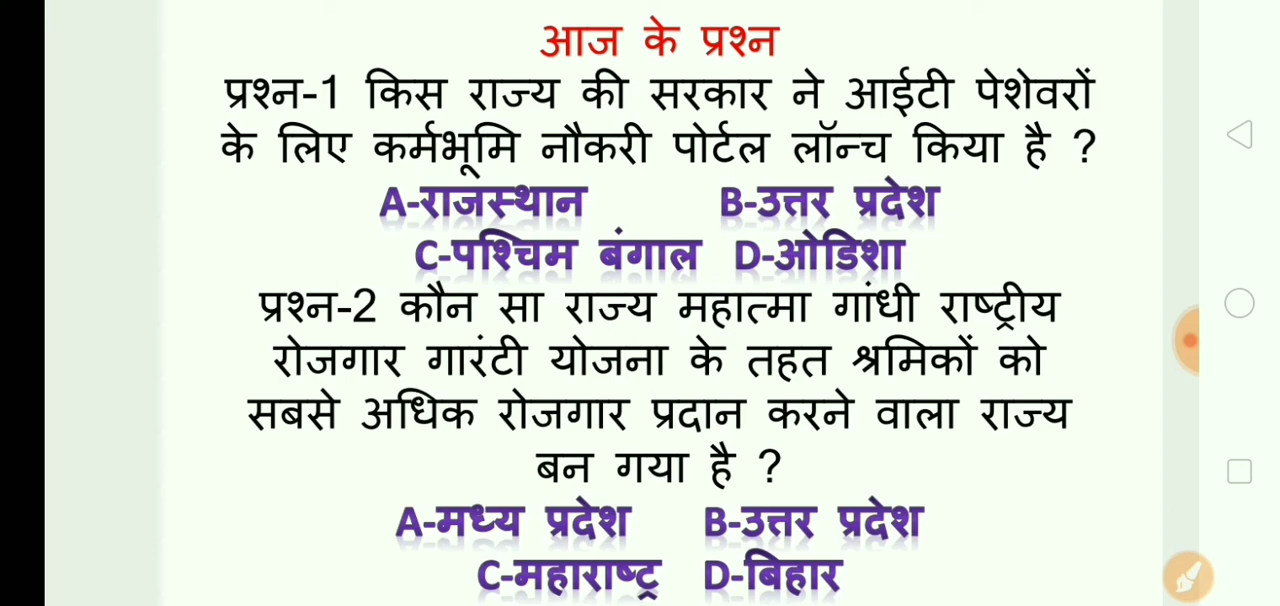 आज के प्रश्न
प्रश्न-1 किस राज्य की सरकार ने आईटी पेशेवरों
के लिए कर्मभूमि नौकरी पोर्टल लॉन्च किया है ?
A-राजस्थान B-उत्तर प्रदेश
C-पश्चिम बंगाल D-ओडिशा
प्रश्न-2 कौन सा राज्य महात्मा गांधी राष्ट्रीय
रोजगार गारंटी योजना के तहत श्रमिकों को
सबसे अधिक रोजगार प्रदान करने वाला राज्य
बन गया है ?
A-मध्य प्रदेश B-उत्तर प्रदेश
C-महाराष्ट्र D-बिहार